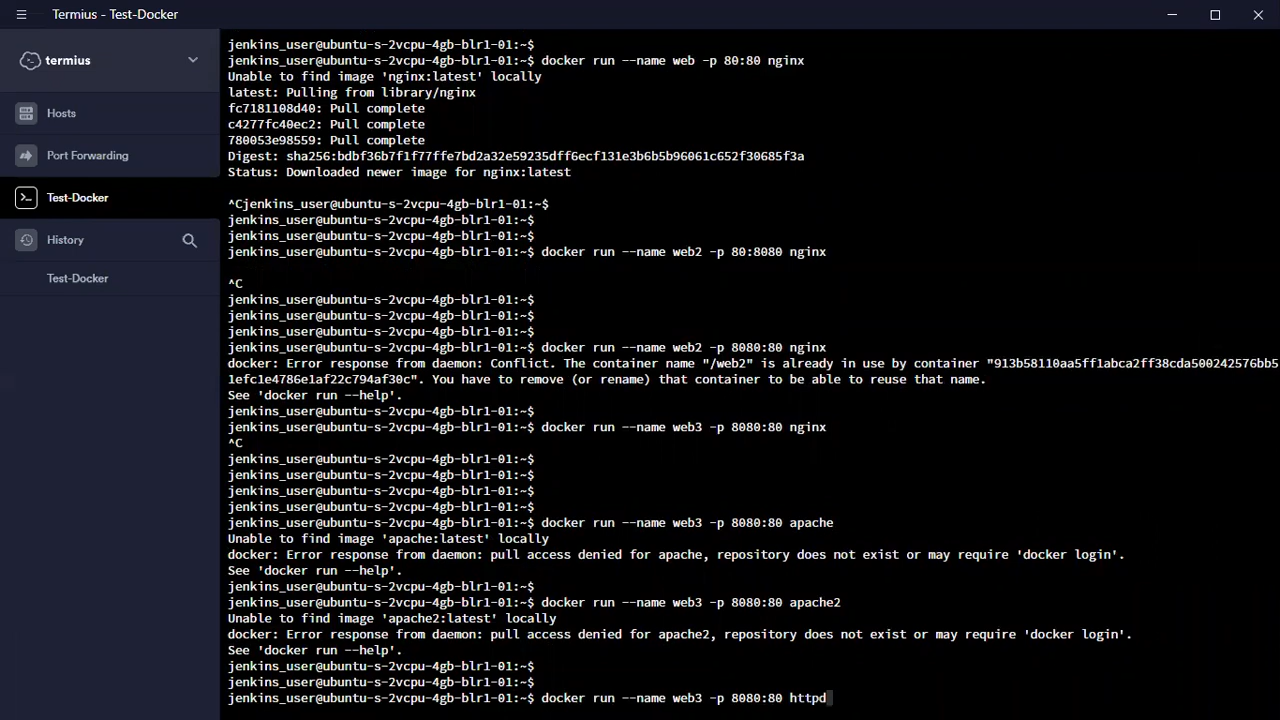 Termius - Test-Docker
termius
Hosts
Port Forwarding
Test-Docker
History
Test-Docker
jenkins_user@ubuntu-s-2vcpu-4gb-blr1-01:~$
jenkins_user@ubuntu-s-2vcpu-4gb-blr1-01:~$ docker run --name web -p 80:80 nginx
Unable to find image 'nginx:latest' locally
latest: Pulling from library/nginx
fc7181108d40: Pull complete
c4277fc40ec2: Pull complete
780053e98559: Pull complete
Digest: sha256:bdbf36b7f1f77ffe7bd2a32e59235dff6ecf131e3b6b5b96061c652f30685f3a
Status: Downloaded newer image for nginx:latest
^Cjenkins_user@ubuntu-s-2vcpu-4gb-blr1-01:~$
jenkins_user@ubuntu-s-2vcpu-4gb-blr1-01:~$
jenkins_user@ubuntu-s-2vcpu-4gb-blr1-01:~$
jenkins_user@ubuntu-s-2vcpu-4gb-blr1-01:~$ docker run --name web2 -p 80:8080 nginx
^C
jenkins_user@ubuntu-s-2vcpu-4gb-blr1-01:~$
jenkins_user@ubuntu-s-2vcpu-4gb-blr1-01:~$
jenkins_user@ubuntu-s-2vcpu-4gb-blr1-01:~$
jenkins_user@ubuntu-s-2vcpu-4gb-blr1-01:~$ docker run --name web2 -p 8080:80 nginx
docker: Error response from daemon: Conflict. The container name "/web2" is already in use by container "913b58110aa5ff1abca2ff38cda500242576bb5
1efc1e4786e1af22c794af30c". You have to remove (or rename) that container to be able to reuse that name.
See 'docker run --help'.
jenkins_user@ubuntu-s-2vcpu-4gb-blr1-01:~$
jenkins_user@ubuntu-s-2vcpu-4gb-blr1-01:~$ docker run --name web3 -p 8080:80 nginx
^C
jenkins_user@ubuntu-s-2vcpu-4gb-blr1-01:~$
jenkins_user@ubuntu-s-2vcpu-4gb-blr1-01:~$
jenkins_user@ubuntu-s-2vcpu-4gb-blr1-01:~$
jenkins_user@ubuntu-s-2vcpu-4gb-blr1-01:~$
jenkins_user@ubuntu-s-2vcpu-4gb-blr1-01:~$ docker run --name web3 -p 8080:80 apache
Unable to find image 'apache:latest' locally
docker: Error response from daemon: pull access denied for apache, repository does not exist or may require 'docker login'.
See 'docker run --help'.
jenkins_user@ubuntu-s-2vcpu-4gb-blr1-01:~$
jenkins_user@ubuntu-s-2vcpu-4gb-blr1-01:~$ docker run --name web3 -p 8080:80 apache2
Unable to find image 'apache2:latest' locally
docker: Error response from daemon: pull access denied for apache2, repository does not exist or may require 'docker login'.
See 'docker run --help'.
jenkins_user@ubuntu-s-2vcpu-4gb-blr1-01:~$
jenkins_user@ubuntu-s-2vcpu-4gb-blr1-01:~$
jenkins_user@ubuntu-s-2vcpu-4gb-blr1-01:~$ docker run --name web3 -p 8080:80 httpd